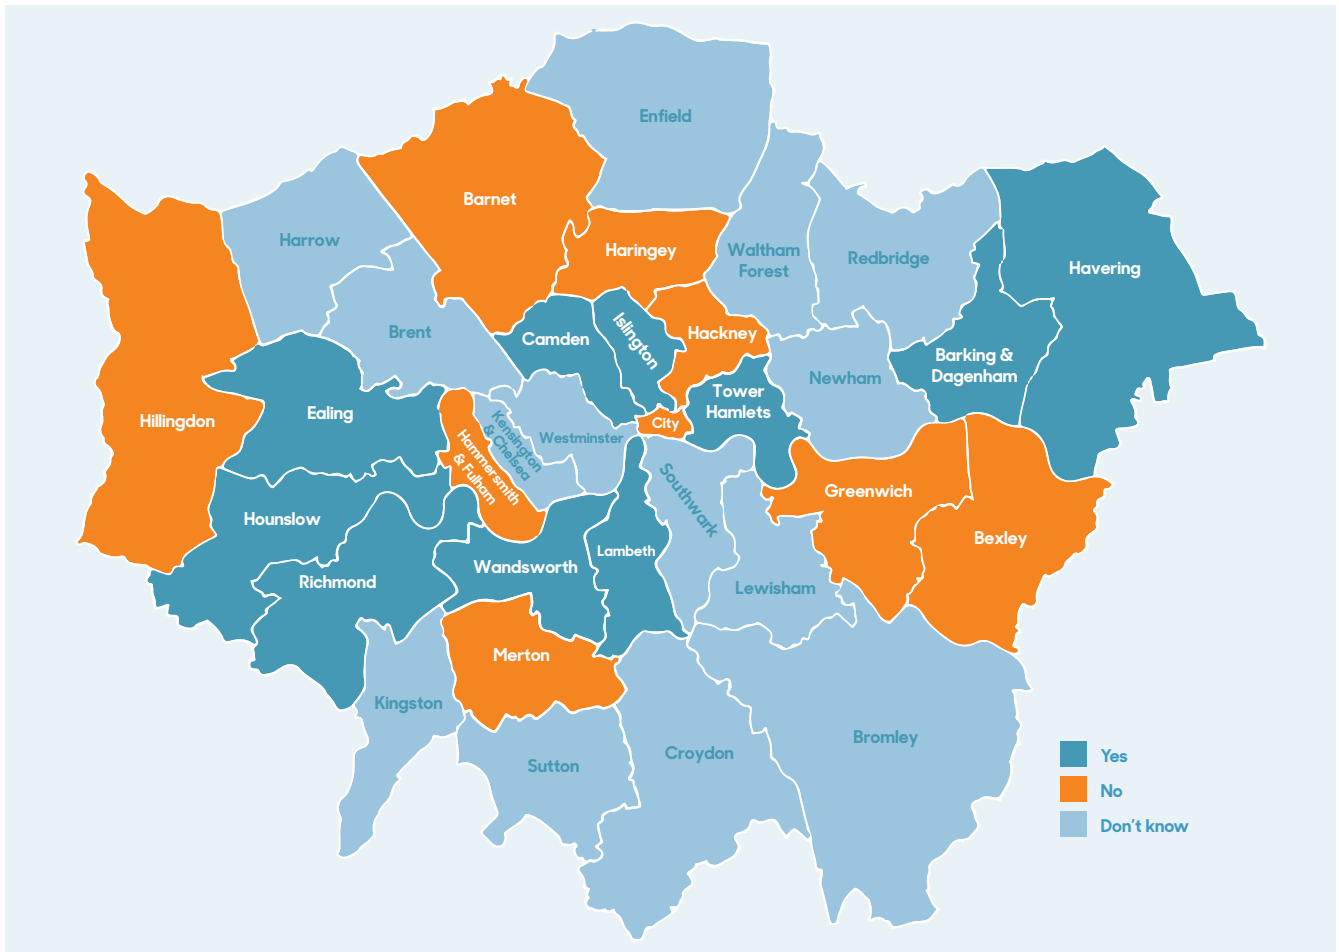 Enfield
Barnet
Harrow
Haringey
Waltham
Forest
Redbridge
Havering
Brent
Camden
Islington
Hackney
Barking &
Dagenham
Newham
Tower
Hamlets
Hillingdon
Ealing
Hammersmith
& Fulham
Kensington
& Chelsea
Westminster
City
Southwark
Greenwich
Hounslow
Bexley
Lambeth
Richmond
Wandsworth
Lewisham
Merton
Kingston
Sutton
Croydon
Bromley
Yes
No
Don't know